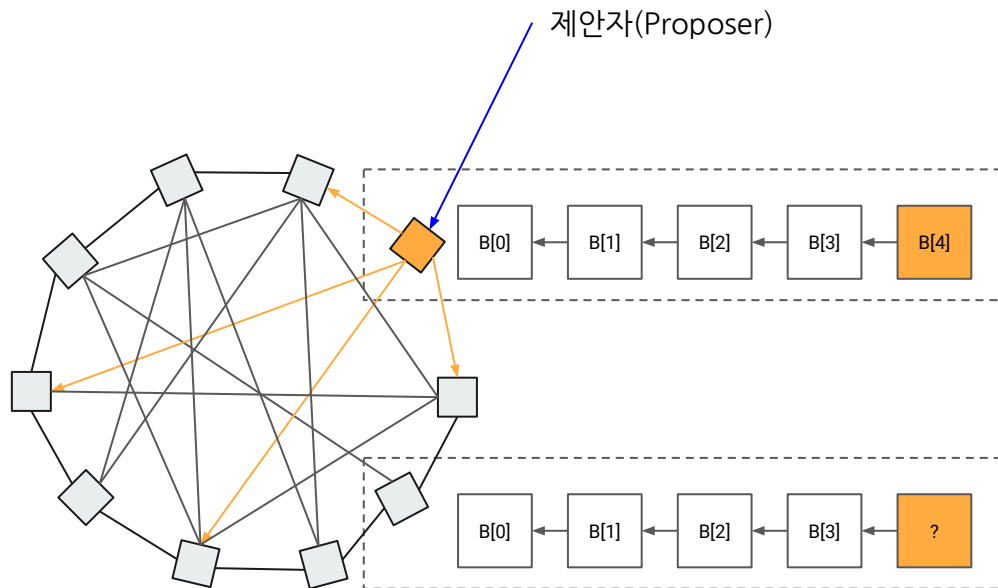 제안자(Proposer)
B[0] B[1] B[2] B[3] B[4]
B[0] B[1] B[2] B[3] ?